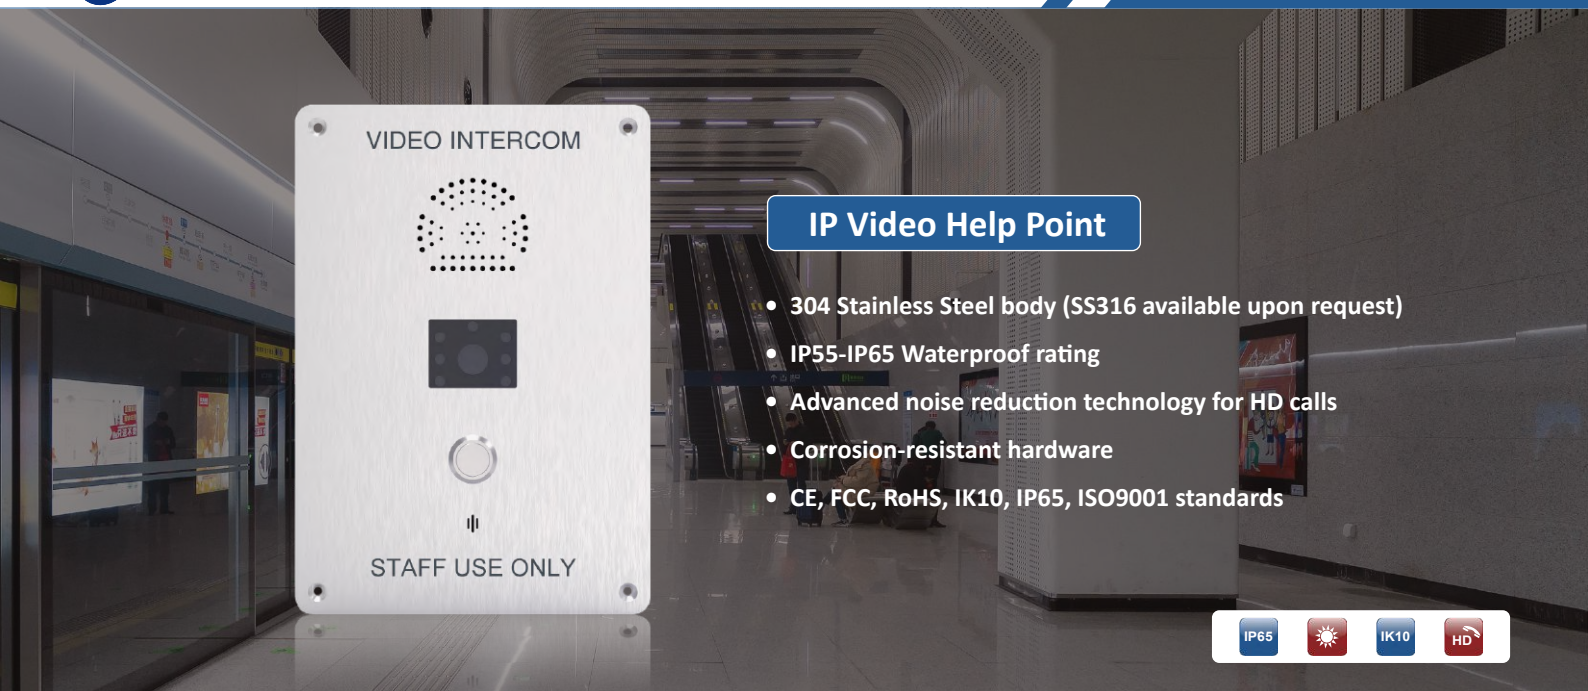 VIDEO INTERCOM
STAFF USE ONLY
IP Video Help Point
• 304 Stainless Steel body (SS316 available upon request)
• IP55-IP65 Waterproof rating
• Advanced noise reduction technology for HD calls
• Corrosion-resistant hardware
• CE, FCC, RoHS, IK10, IP65, ISO9001 standards
IP65
IK10
HD